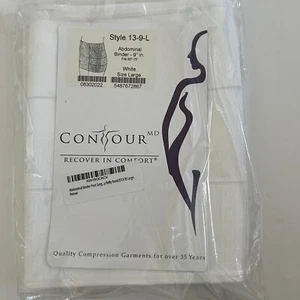 Style 13-9-L
Abdominal
Binder - 9" in.
White
Size Large
08302022
5487672867
CONTOUR MD
RECOVER IN COMFORT®
Quality Compression Garments for over 35 Years